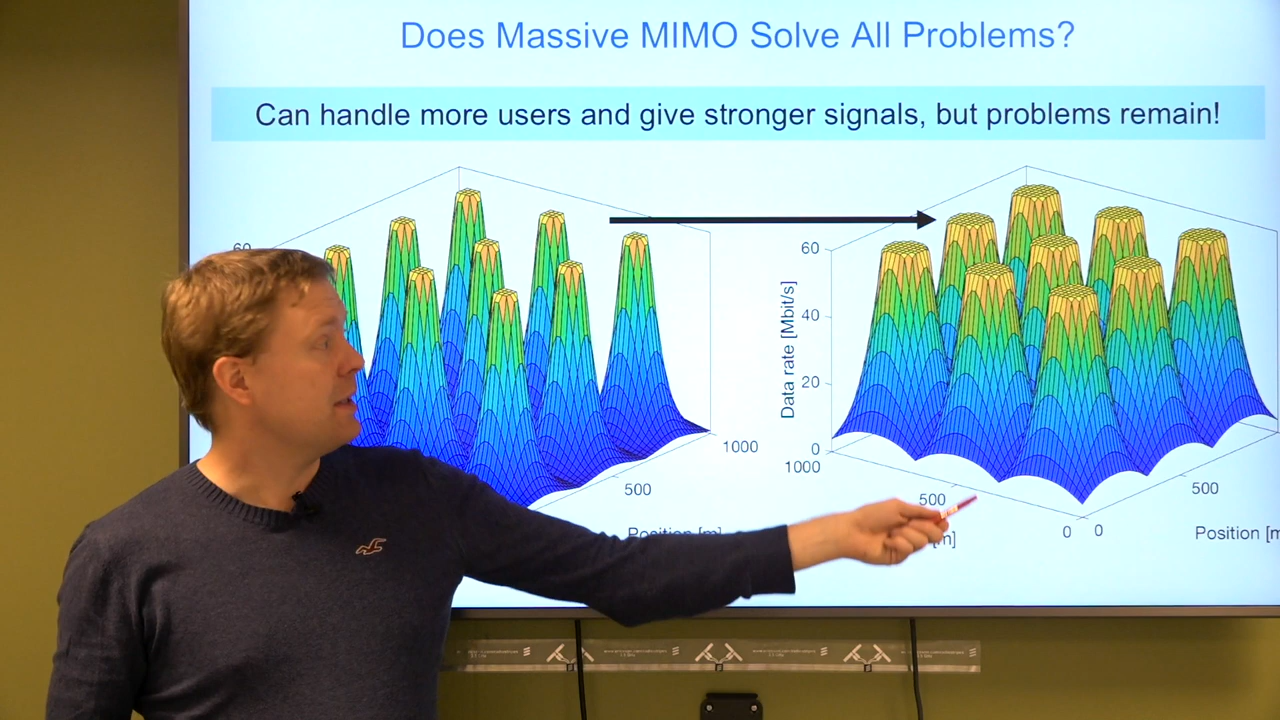 Does Massive MIMO Solve All Problems?
Can handle more users and give stronger signals, but problems remain!
60
1000
500
Position [m]
Data rate [Mbit/s]
60
40
20
0
1000
500
0
0
500
[m]
Position [m